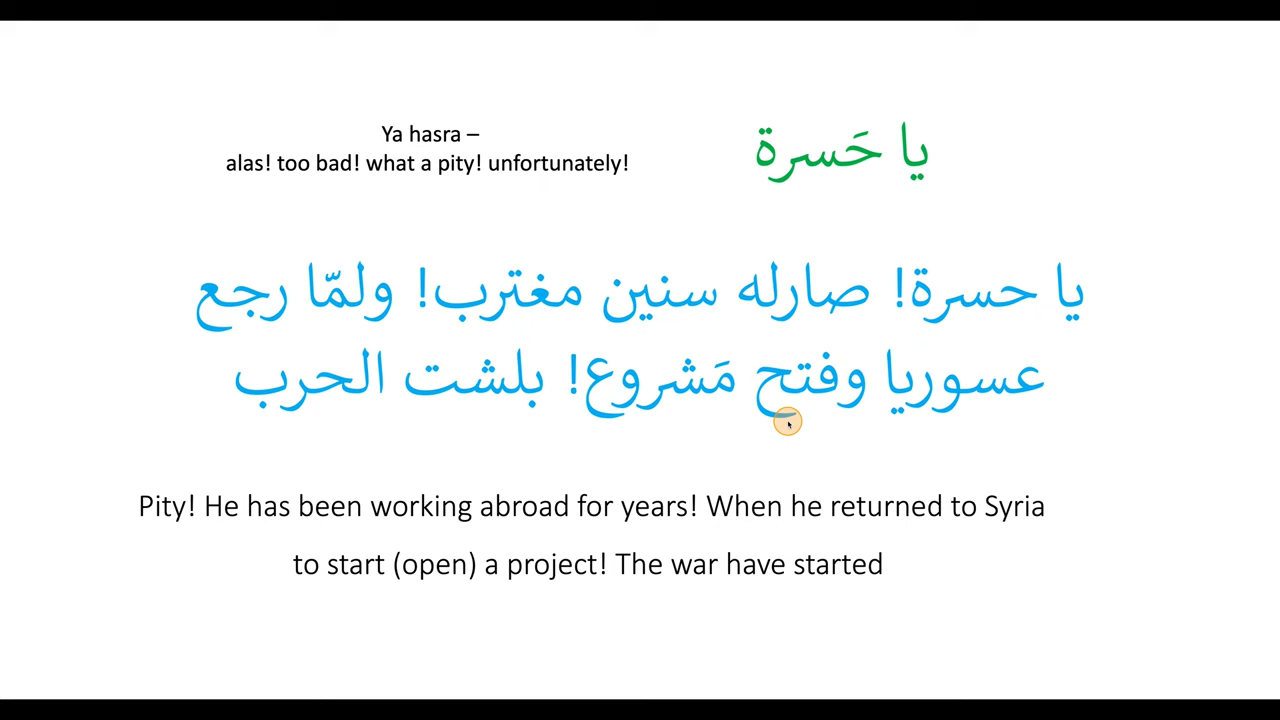 Ya hasra –
alas! too bad! what a pity! unfortunately!
يا حَسرة
يا حسرة! صارله سنين مغترب! ولمّا رجع
عسوريا وفتح مَشروع! بلشت الحرب
Pity! He has been working abroad for years! When he returned to Syria
to start (open) a project! The war have started